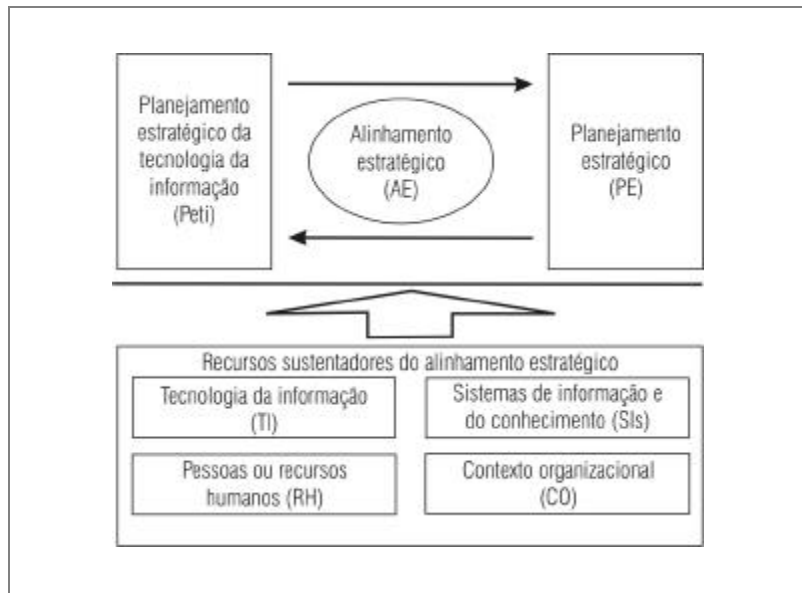 Planejamento
estratégico da
tecnologia da
informação
(Peti)
Alinhamento
estratégico
(AE)
Planejamento
estratégico
(PE)
Recursos sustentadores do alinhamento estratégico
Tecnologia da informação
(TI)
Sistemas de informação e
do conhecimento (SIs)
Pessoas ou recursos
humanos (RH)
Contexto organizacional
(CO)